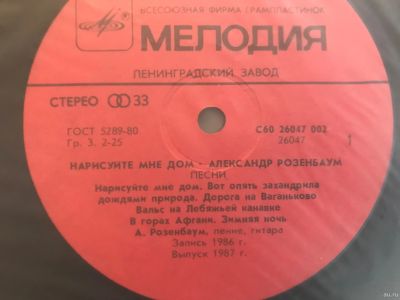 ВСЕСОЮЗНАЯ ФИРМА ГРАМПЛАСТИНОК
МЕЛОДИЯ
ЛЕНИНГРАДСКИЙ ЗАВОД
СТЕРЕО 33
ГОСТ 5289-80
Гр. 3. 2-25
С60 26047 002
26047
1
НАРИСУЙТЕ МНЕ ДОМ - АЛЕКСАНДР РОЗЕНБАУМ
ПЕСНИ
Нарисуйте мне дом. Вот опять захандрила
дождями природа. Дорога на Ваганьково
Вальс на Лебяжьей канавке
В горах Афгани. Зимняя ночь
А. Розенбаум, пение, гитара
Запись 1986 г.
Выпуск 1987 г.
au.ru